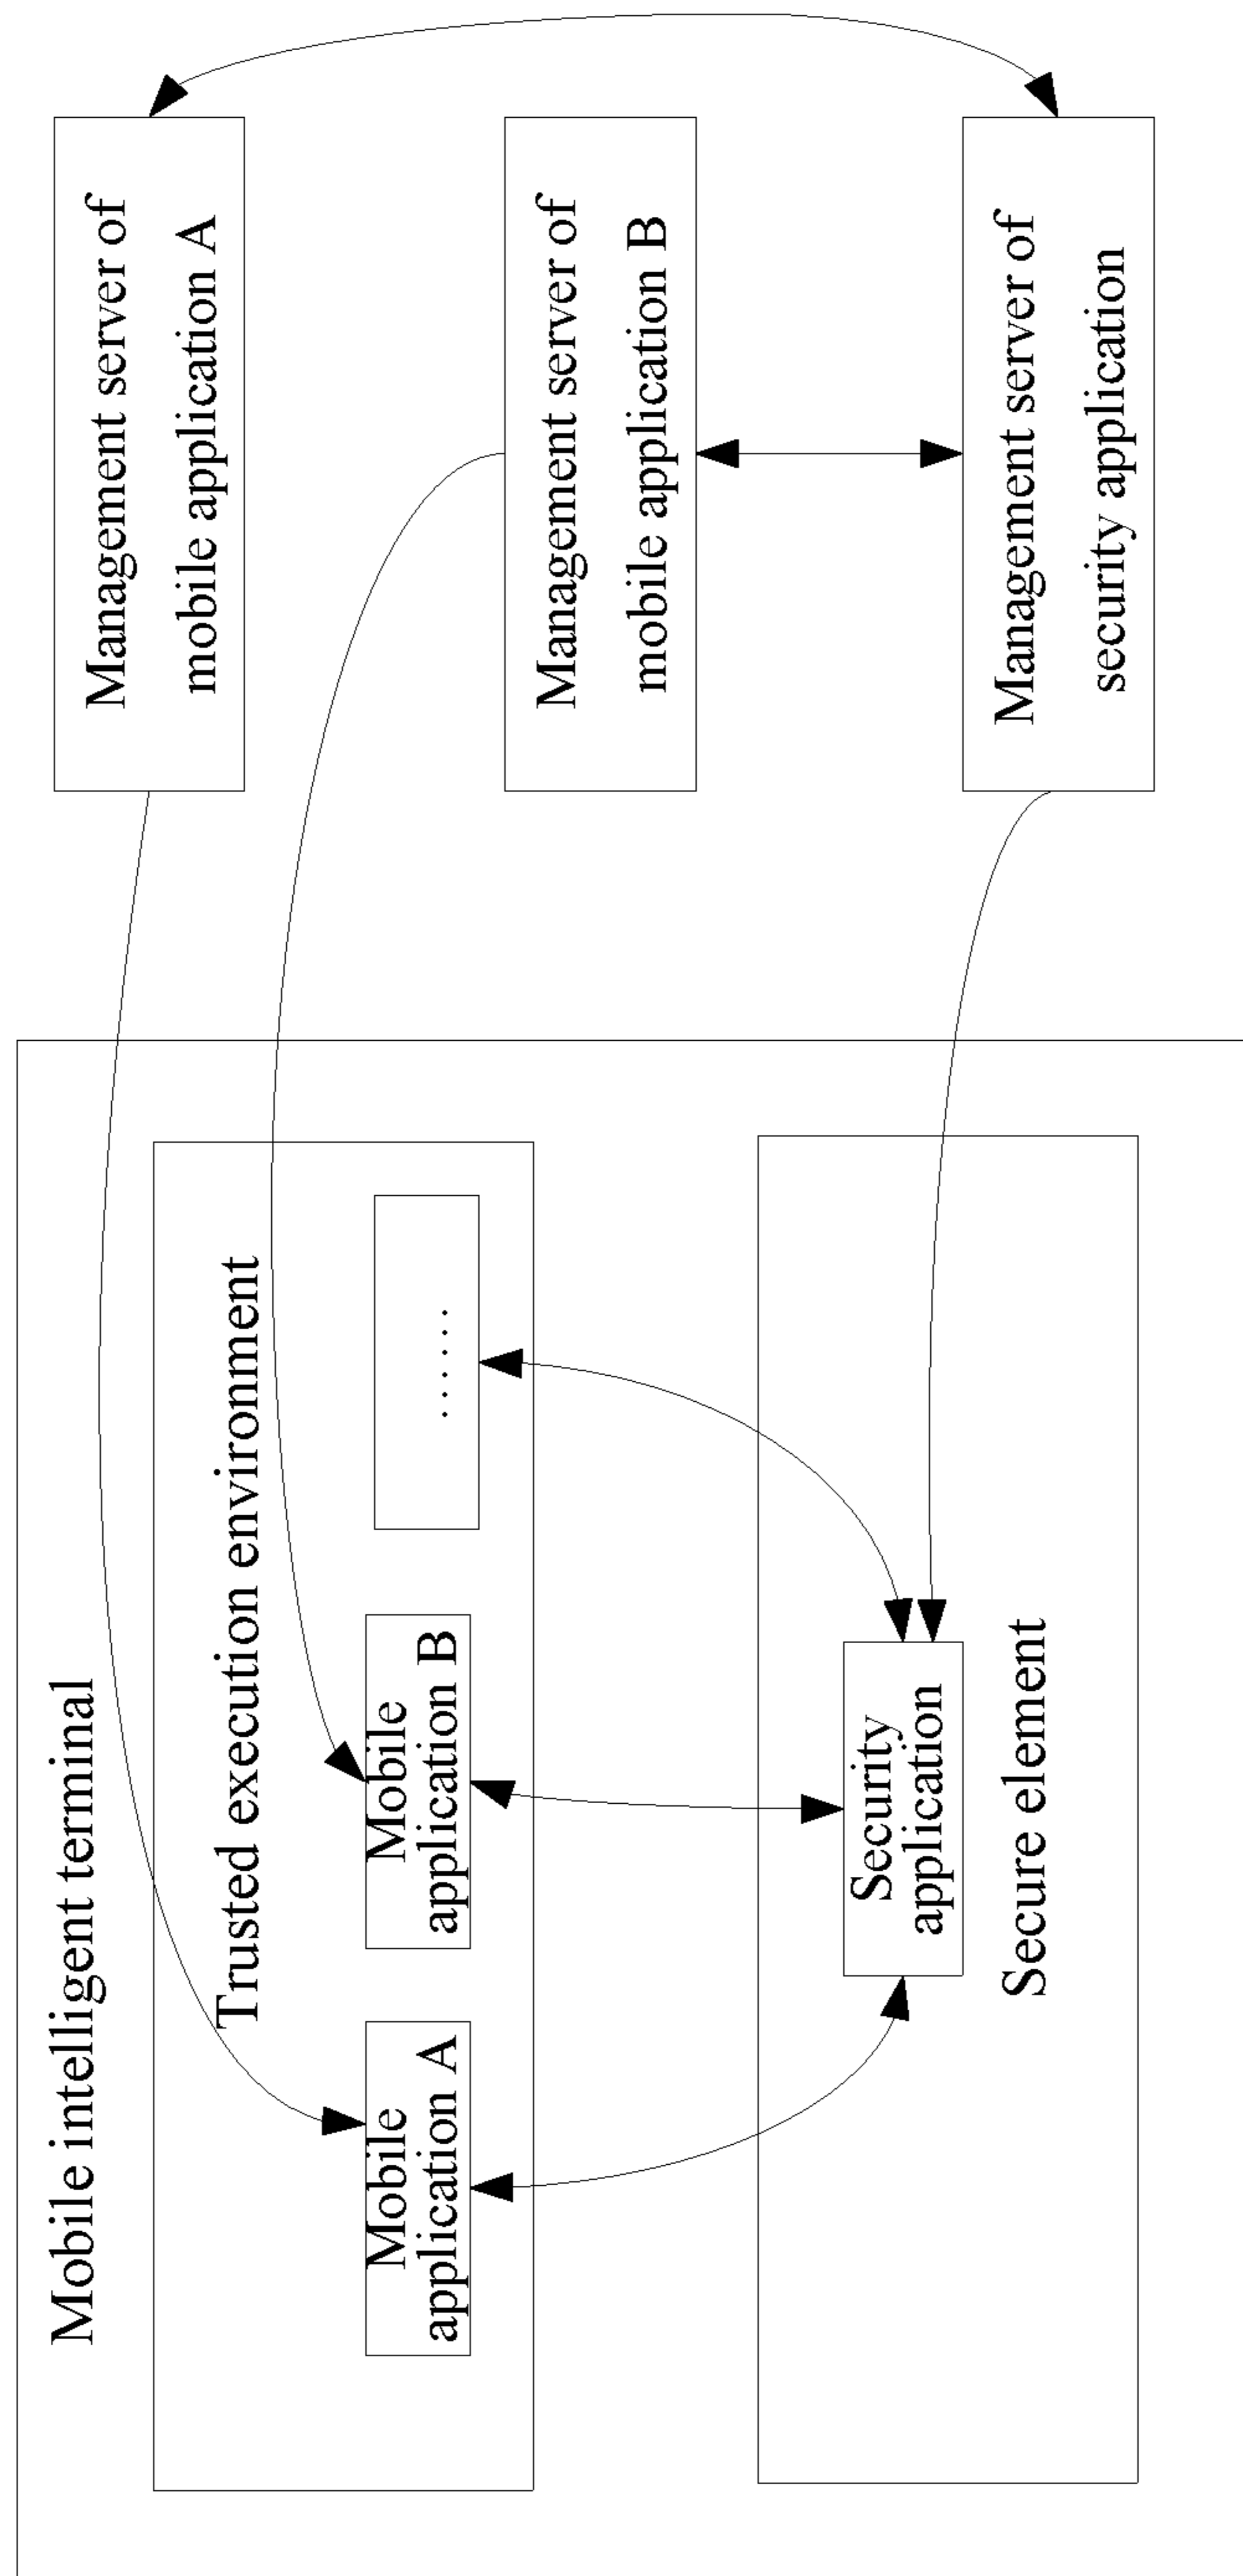 Mobile intelligent terminal
Trusted execution environment
Mobile
application A
Mobile
application B
......
Security
application
Secure element
Management server of
mobile application A
Management server of
mobile application B
Management server of
security application